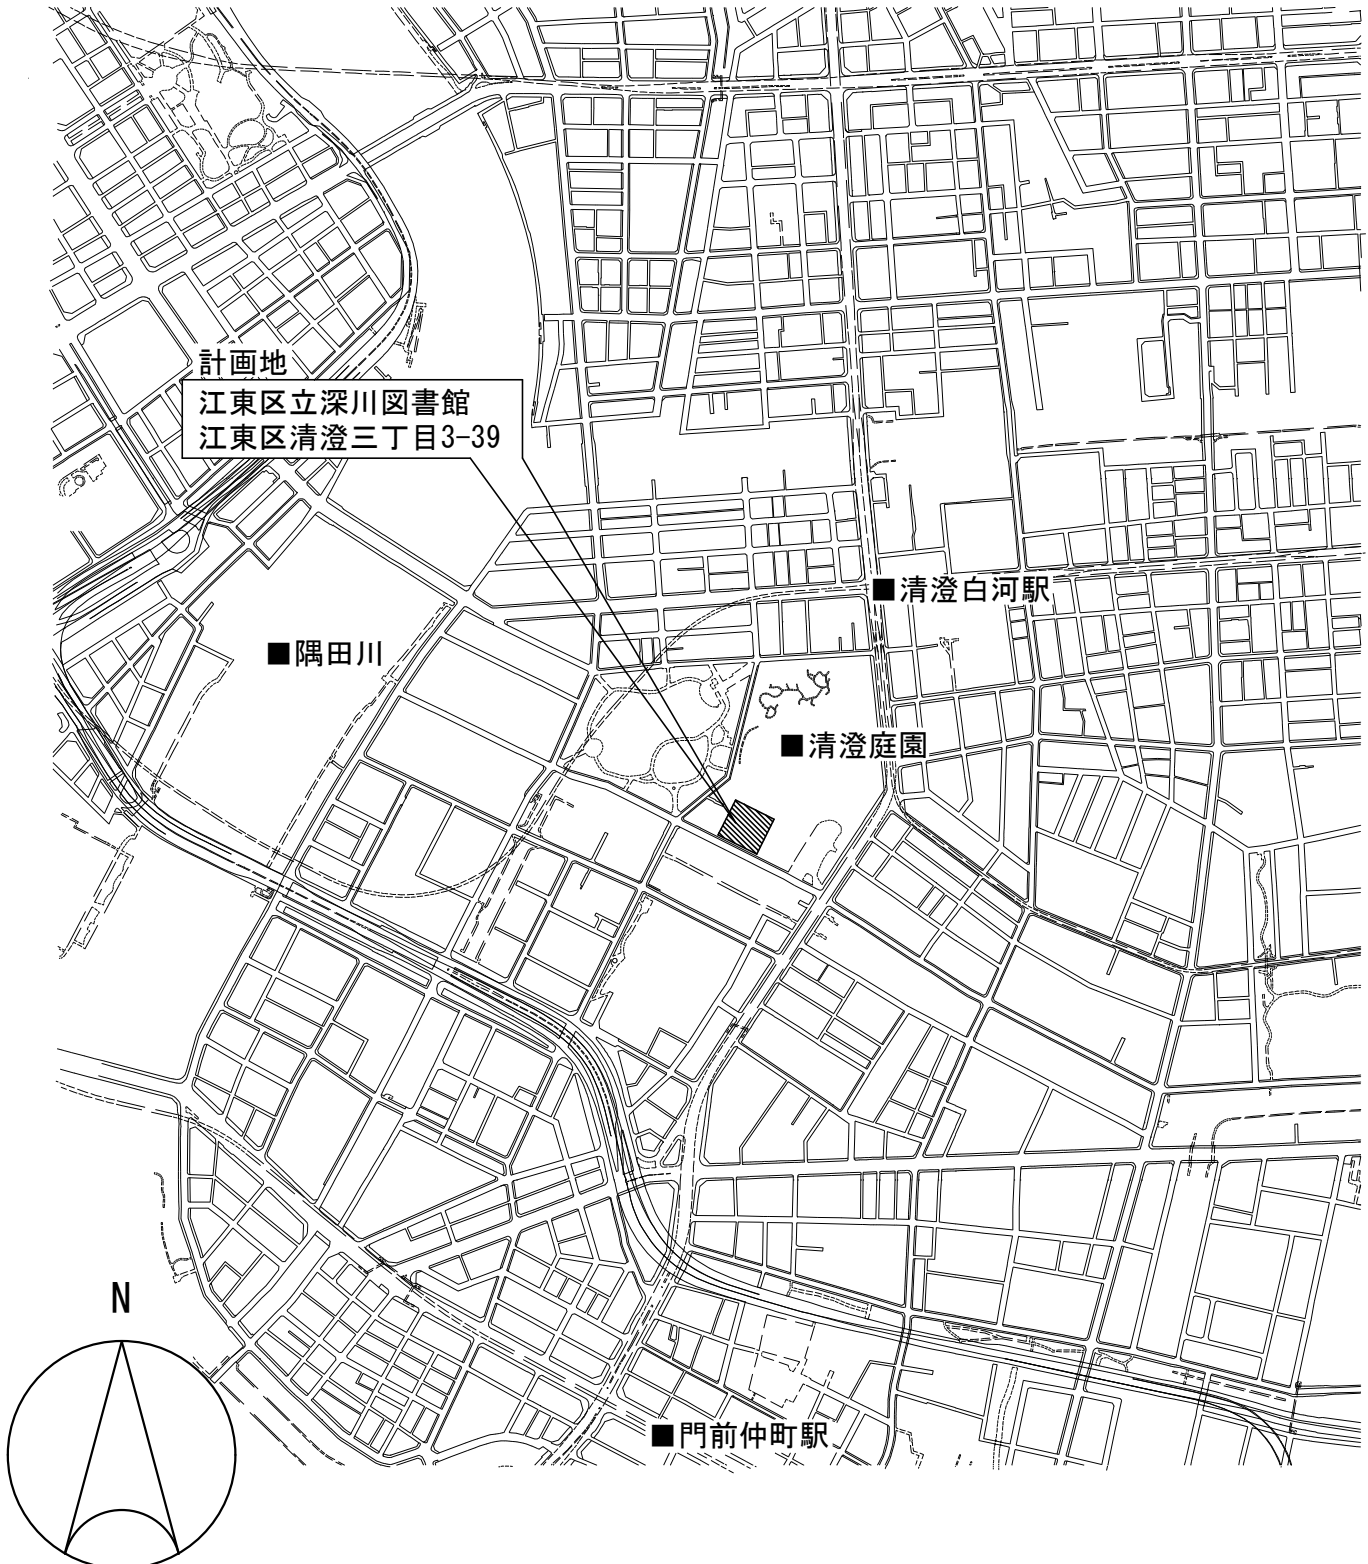 計画地
江東区立深川図書館
江東区清澄三丁目3-39
■清澄白河駅
■隅田川
■清澄庭園
N
■門前仲町駅